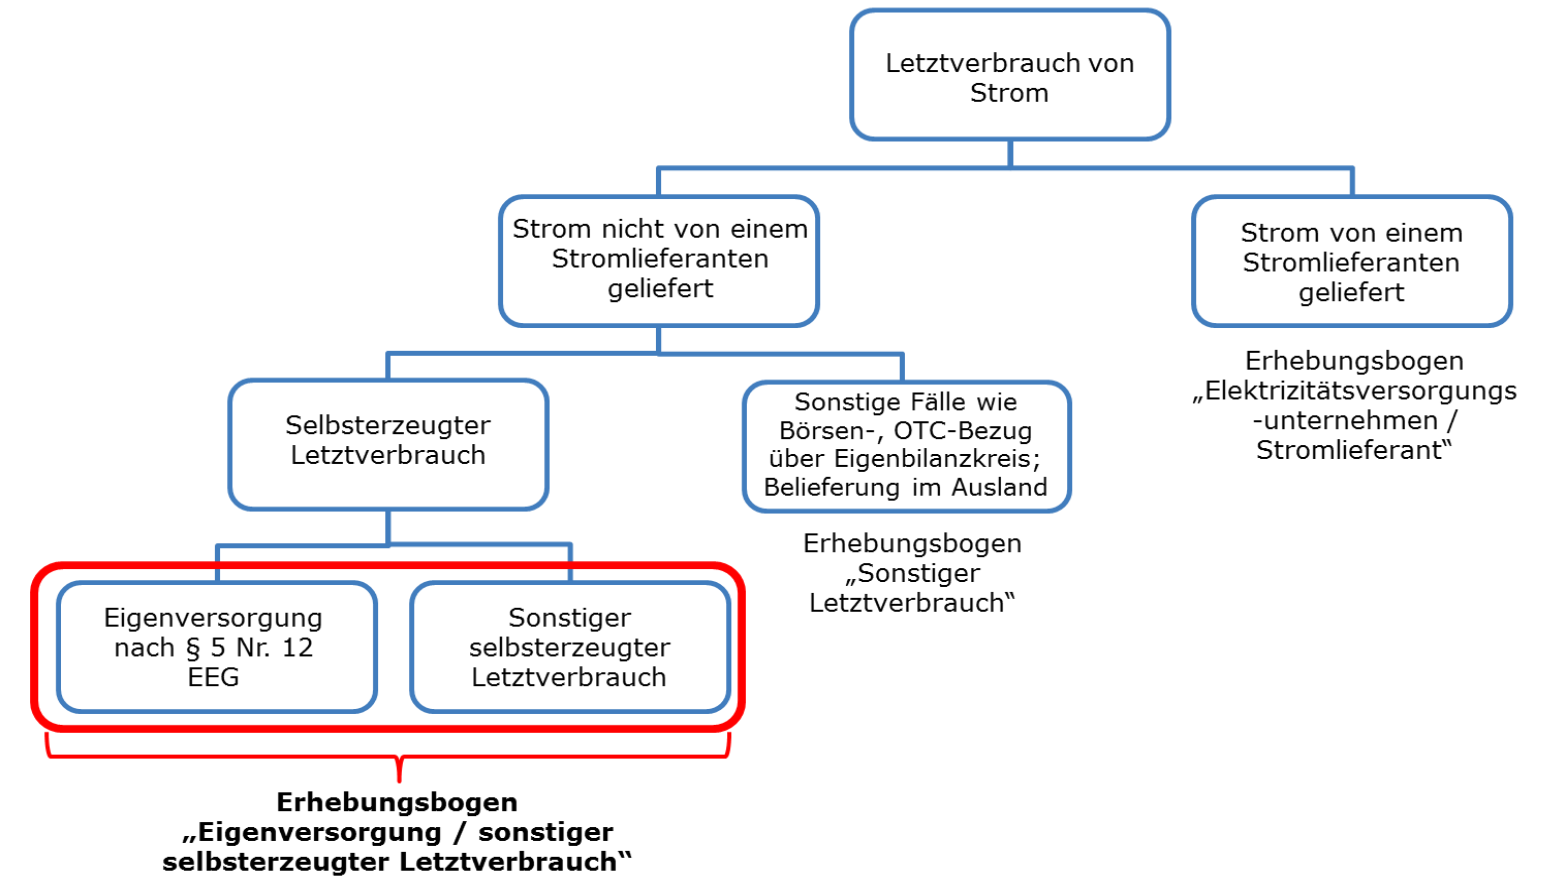 Letztverbrauch von
Strom
Strom nicht von einem
Stromlieferanten
geliefert
Strom von einem
Stromlieferanten
geliefert
Erhebungsbogen
„Elektrizitätsversorgungs
-unternehmen /
Stromlieferant“
Selbsterzeugter
Letztverbrauch
Sonstige Fälle wie
Börsen-, OTC-Bezug
über Eigenbilanzkreis;
Belieferung im Ausland
Erhebungsbogen
„Sonstiger
Letztverbrauch“
Eigenversorgung
nach § 5 Nr. 12
EEG
Sonstiger
selbsterzeugter
Letztverbrauch
Erhebungsbogen
„Eigenversorgung / sonstiger
selbsterzeugter Letztverbrauch“